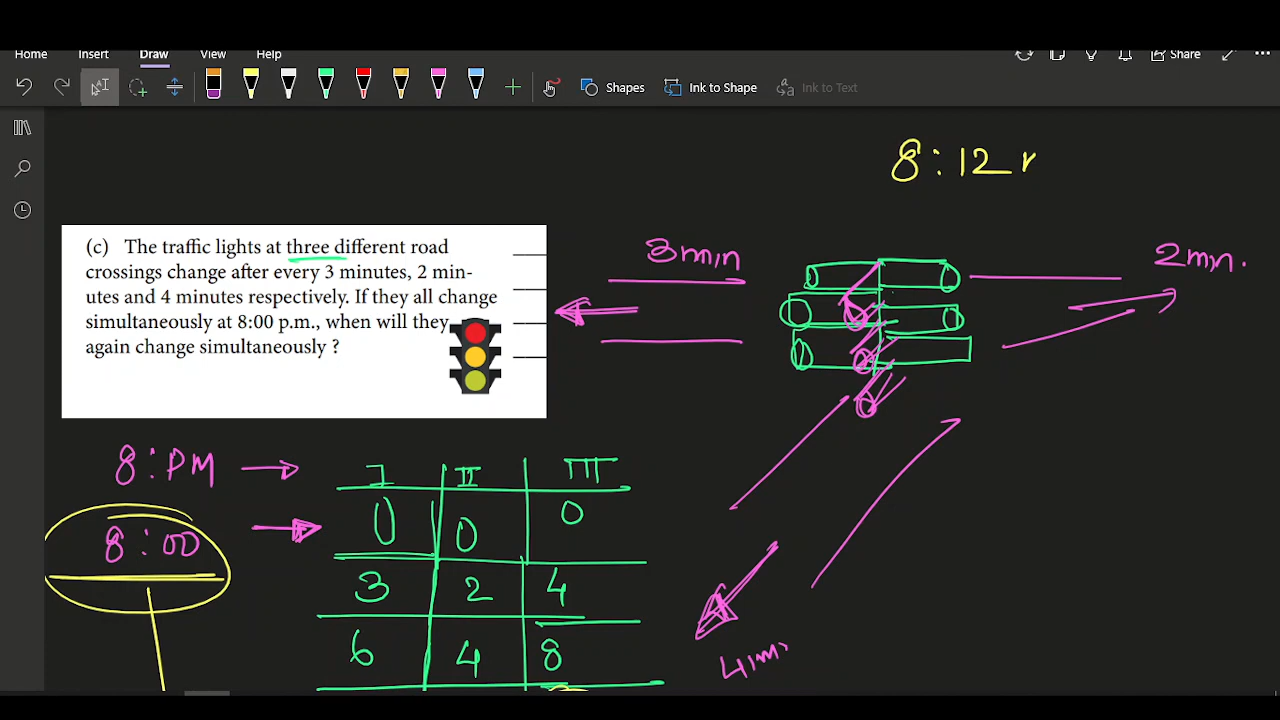 Home Insert Draw View Help Share
Shapes Ink to Shape Ink to Text
8:12
(c) The traffic lights at three different road
crossings change after every 3 minutes, 2 min-
utes and 4 minutes respectively. If they all change
simultaneously at 8:00 p.m., when will they
again change simultaneously ?
3min
2min.
8:PM
I II III
8:00
0 0 0
3 2 4
6 4 8